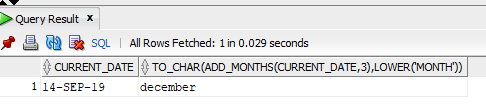 Query Result ×
SQL | All Rows Fetched: 1 in 0.029 seconds
CURRENT_DATE TO_CHAR(ADD_MONTHS(CURRENT_DATE,3),LOWER('MONTH'))
1 14-SEP-19 december